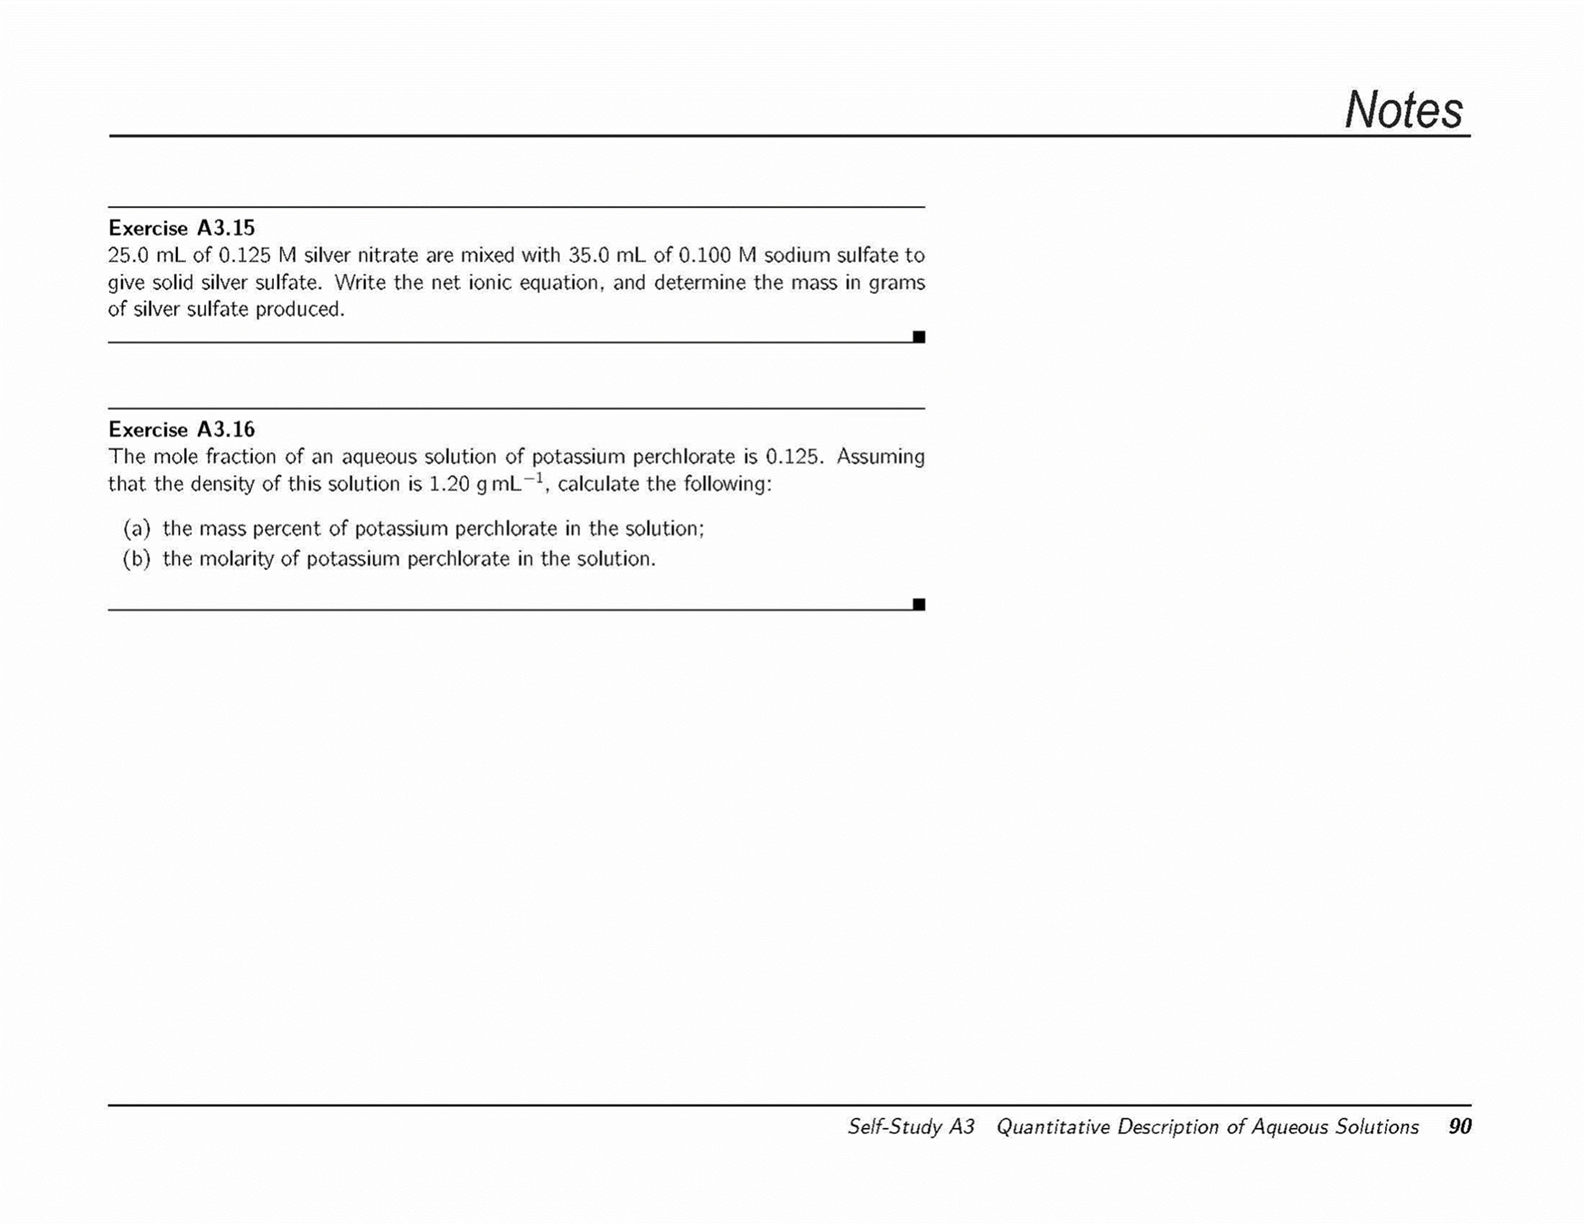 Notes
Exercise A3.15
25.0 mL of 0.125 M silver nitrate are mixed with 35.0 mL of 0.100 M sodium sulfate to
give solid silver sulfate. Write the net ionic equation, and determine the mass in grams
of silver sulfate produced.
Exercise A3.16
The mole fraction of an aqueous solution of potassium perchlorate is 0.125. Assuming
that the density of this solution is 1.20 g mL⁻¹, calculate the following:
(a) the mass percent of potassium perchlorate in the solution;
(b) the molarity of potassium perchlorate in the solution.
Self-Study A3 Quantitative Description of Aqueous Solutions 90